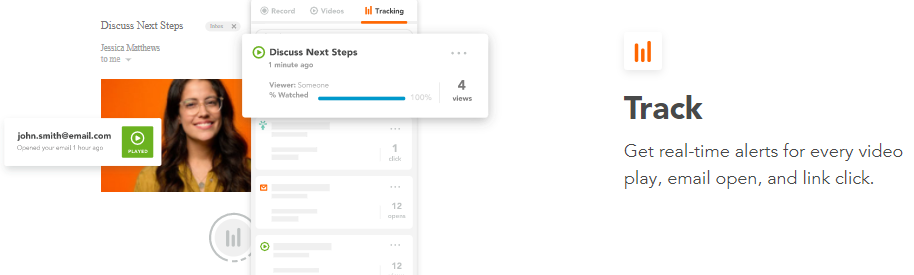 Record
Videos
Tracking
Discuss Next Steps
Inbox ×
Jessica Matthews
to me
Discuss Next Steps
1 minute ago
Viewer: Someone
% Watched
100%
4
views
john.smith@email.com
Opened your email 1 hour ago
PLAYED
1
click
12
opens
12
views
Track
Get real-time alerts for every video
play, email open, and link click.